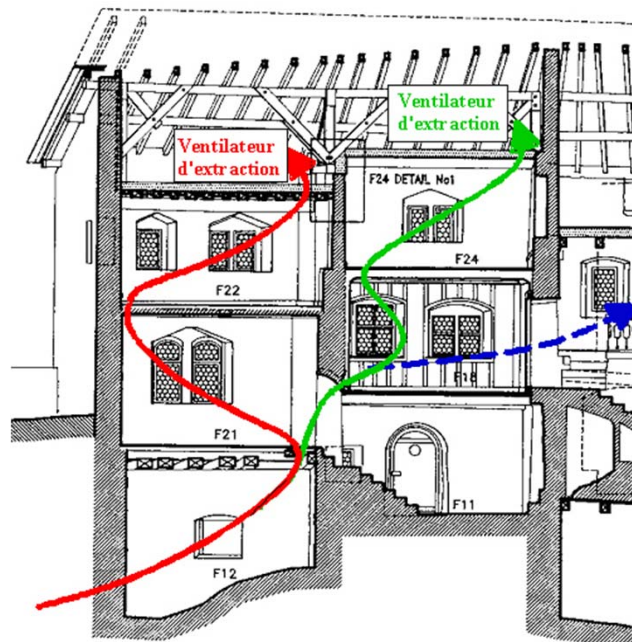 Ventilateur
d'extraction
Ventilateur
d'extraction
F24 DETAIL No1
F22
F24
F18
F21
F11
F12